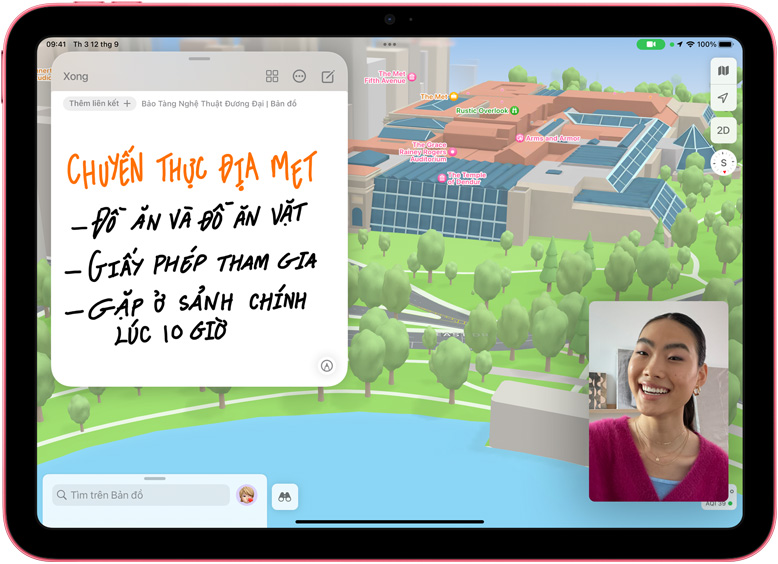 09:41 Th 3 12 thg 9
100%
Xong
Thêm liên kết + Bảo Tàng Nghệ Thuật Đương Đại | Bản đồ
CHUYẾN THỰC ĐỊA MET
– ĐỒ ĂN VÀ ĐỒ ĂN VẶT
– GIẤY PHÉP THAM GIA
– GẶP Ở SẢNH CHÍNH
LÚC 10 GIỜ
The Met
Fifth Avenue
The Met
Rustic Overlook
Arms and Armor
The Grace
Rainey Rogers
Auditorium
The Temple
of Dendur
2D
S
Tìm trên Bản đồ
AQI 39